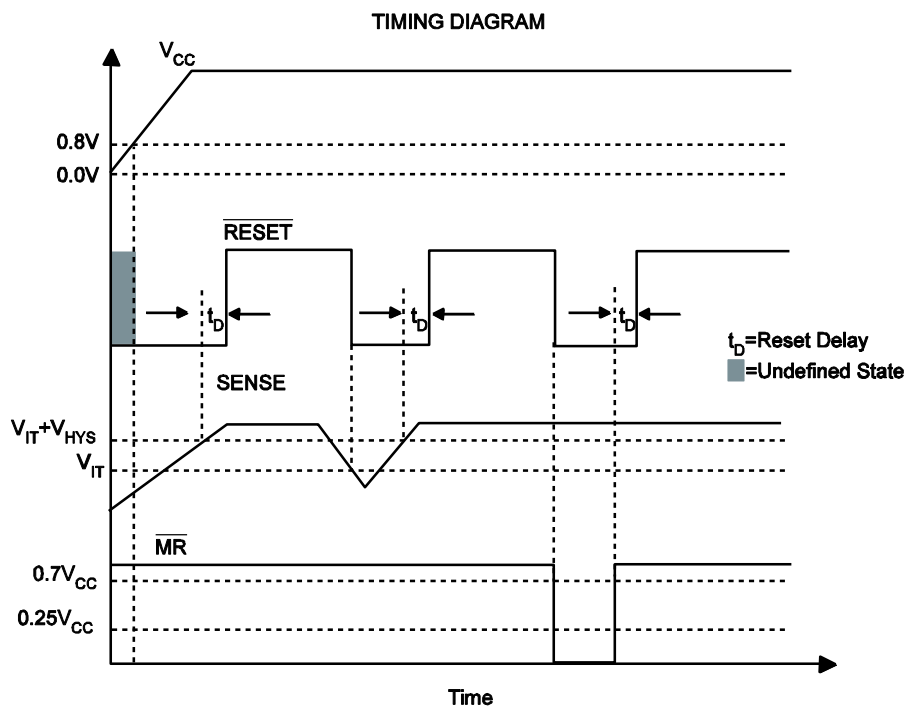 TIMING DIAGRAM
VCC
0.8V
0.0V
RESET
tD
tD
tD
tD=Reset Delay
=Undefined State
SENSE
VIT+VHYS
VIT
MR
0.7VCC
0.25VCC
Time